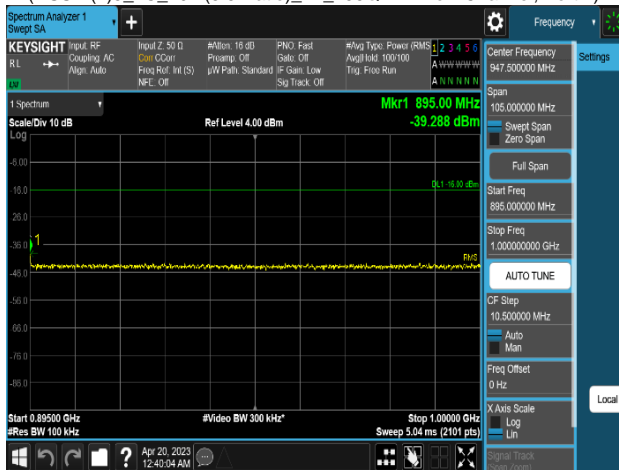 Spectrum Analyzer 1
Swept SA
+
Frequency
KEYSIGHT
RL
Input: RF
Coupling: AC
Align: Auto
Input Z: 50 Ω
Corr CCorr
Freq Ref: Int (S)
NFE: Off
#Atten: 16 dB
Preamp: Off
µW Path: Standard
PNO: Fast
Gate: Off
IF Gain: Low
Sig Track: Off
#Avg Type: Power (RMS
Avg|Hold: 100/100
Trig: Free Run
1 2 3 4 5 6
A W W W W W
A N N N N N
1 Spectrum
Scale/Div 10 dB
Log
Ref Level 4.00 dBm
Mkr1 895.00 MHz
-39.288 dBm
-6.00
-16.0
-26.0
-36.0
-46.0
-56.0
-66.0
-76.0
-86.0
DL1 -16.00 dBm
1
RMS
Start 0.89500 GHz
#Res BW 100 kHz
#Video BW 300 kHz*
Stop 1.00000 GHz
Sweep 5.04 ms (2101 pts)
Center Frequency
947.500000 MHz
Span
105.000000 MHz
Swept Span
Zero Span
Full Span
Start Freq
895.000000 MHz
Stop Freq
1.000000000 GHz
AUTO TUNE
CF Step
10.500000 MHz
Auto
Man
Freq Offset
0 Hz
X Axis Scale
Log
Lin
Signal Track
Settings
Local
?
Apr 20, 2023
12:40:04 AM